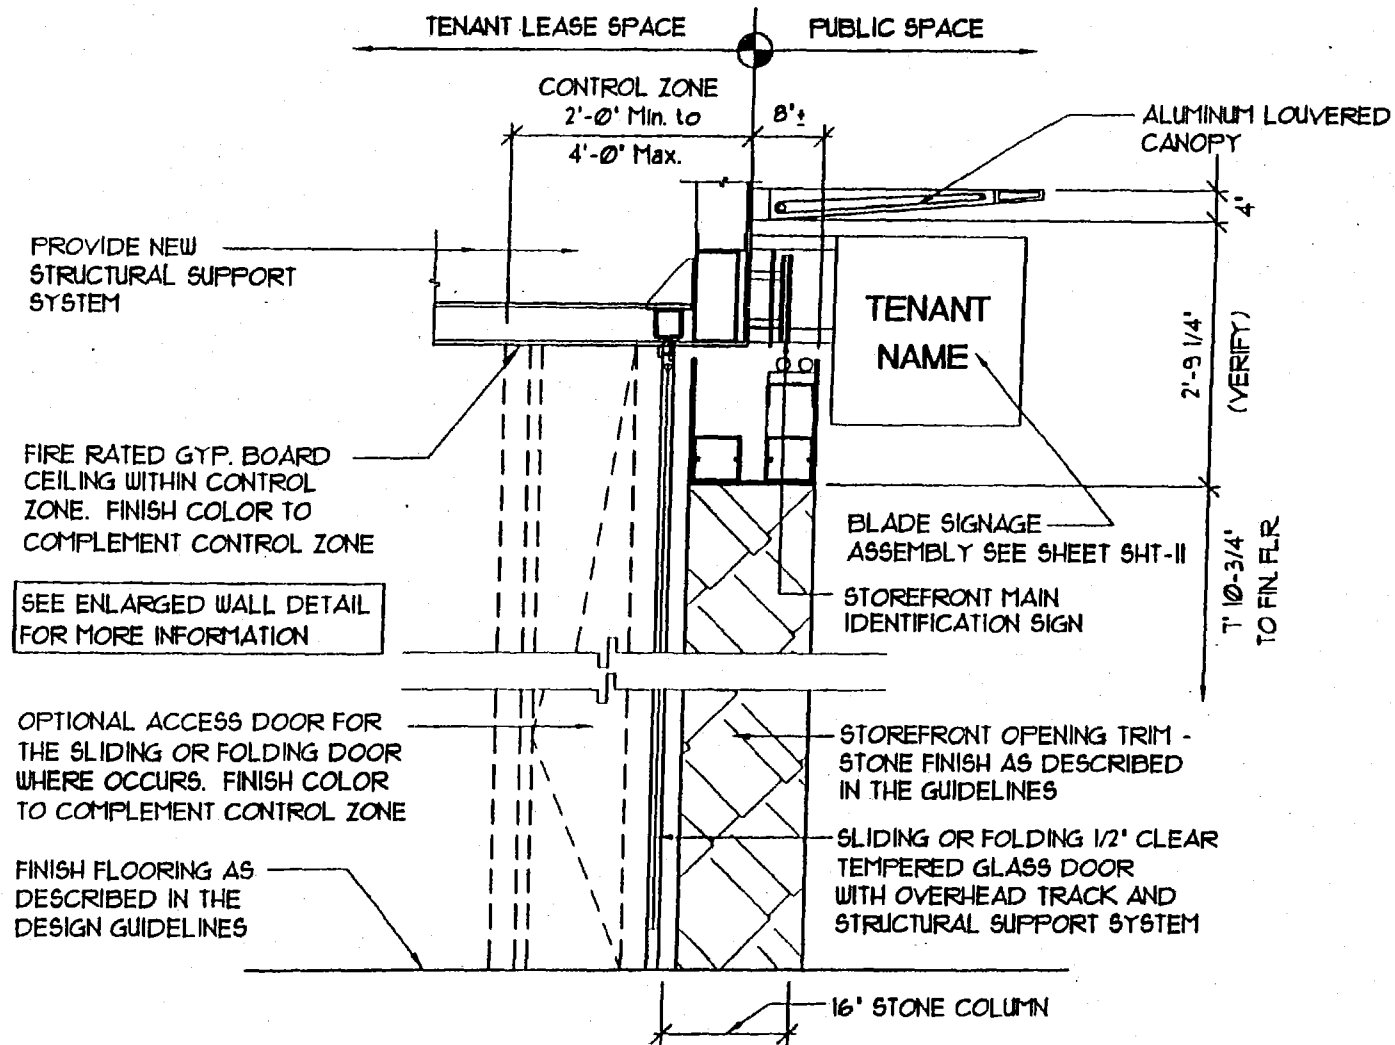 TENANT LEASE SPACE
PUBLIC SPACE
CONTROL ZONE
2'-0' Min. to
4'-0' Max.
8'±
ALUMINUM LOUVERED
CANOPY
4'
PROVIDE NEW
STRUCTURAL SUPPORT
SYSTEM
TENANT
NAME
2'-9 1/4'
(VERIFY)
FIRE RATED GYP. BOARD
CEILING WITHIN CONTROL
ZONE. FINISH COLOR TO
COMPLEMENT CONTROL ZONE
BLADE SIGNAGE
ASSEMBLY SEE SHEET SHT-11
7' 10-3/4'
TO FIN. FLR.
SEE ENLARGED WALL DETAIL
FOR MORE INFORMATION
STOREFRONT MAIN
IDENTIFICATION SIGN
OPTIONAL ACCESS DOOR FOR
THE SLIDING OR FOLDING DOOR
WHERE OCCURS. FINISH COLOR
TO COMPLEMENT CONTROL ZONE
STOREFRONT OPENING TRIM -
STONE FINISH AS DESCRIBED
IN THE GUIDELINES
SLIDING OR FOLDING 1/2' CLEAR
TEMPERED GLASS DOOR
WITH OVERHEAD TRACK AND
STRUCTURAL SUPPORT SYSTEM
FINISH FLOORING AS
DESCRIBED IN THE
DESIGN GUIDELINES
16' STONE COLUMN